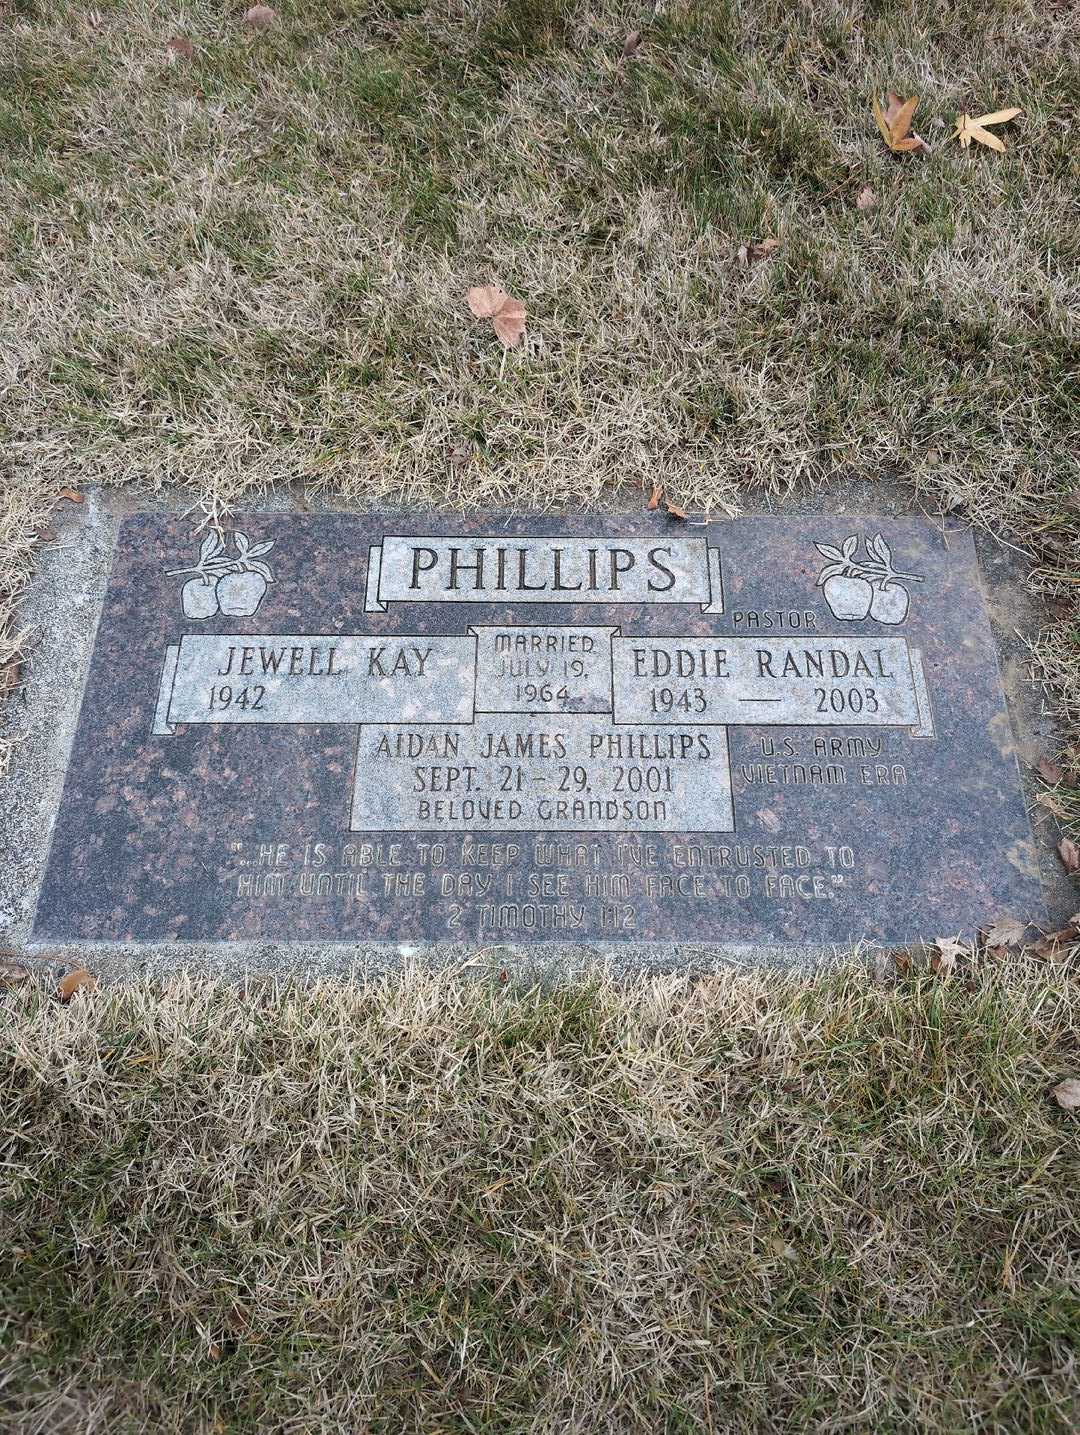 PHILLIPS
PASTOR
JEWELL KAY
1942
MARRIED
JULY 19,
1964
EDDIE RANDAL
1943 — 2003
AIDAN JAMES PHILLIPS
SEPT. 21 – 29, 2001
BELOVED GRANDSON
U.S. ARMY
VIETNAM ERA
"...HE IS ABLE TO KEEP WHAT I'VE ENTRUSTED TO
HIM UNTIL THE DAY I SEE HIM FACE TO FACE."
2 TIMOTHY 1:12